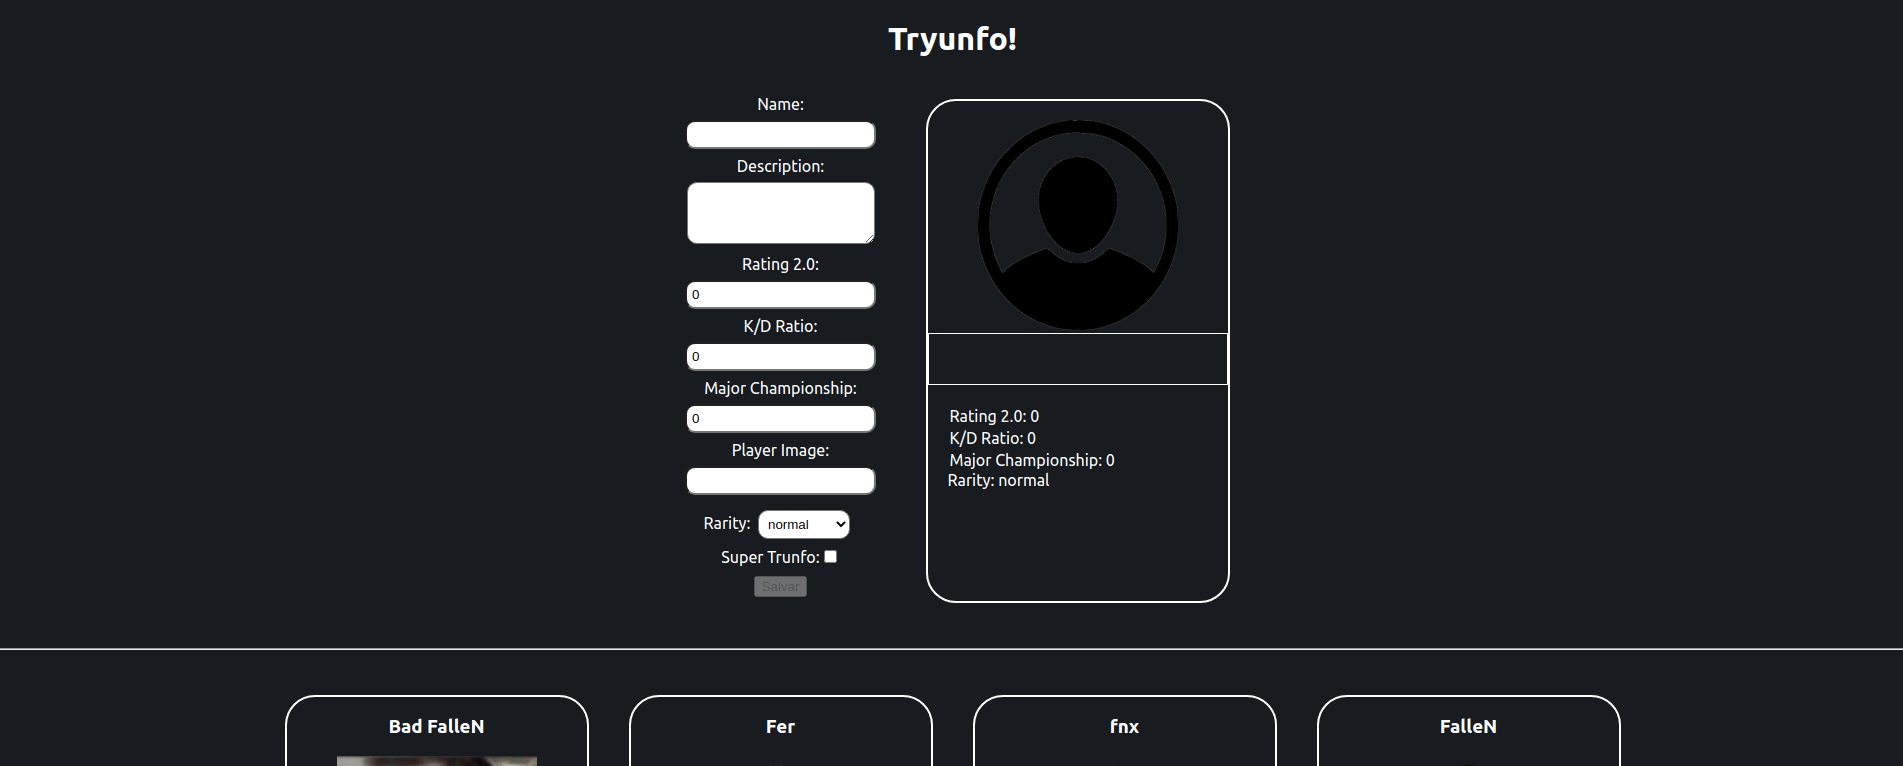 Tryunfo!
Name:
Description:
Rating 2.0:
0
K/D Ratio:
0
Major Championship:
0
Player Image:
Rarity: normal
Super Trunfo:
Salvar
Rating 2.0: 0
K/D Ratio: 0
Major Championship: 0
Rarity: normal
Bad FalleN
Fer
fnx
FalleN